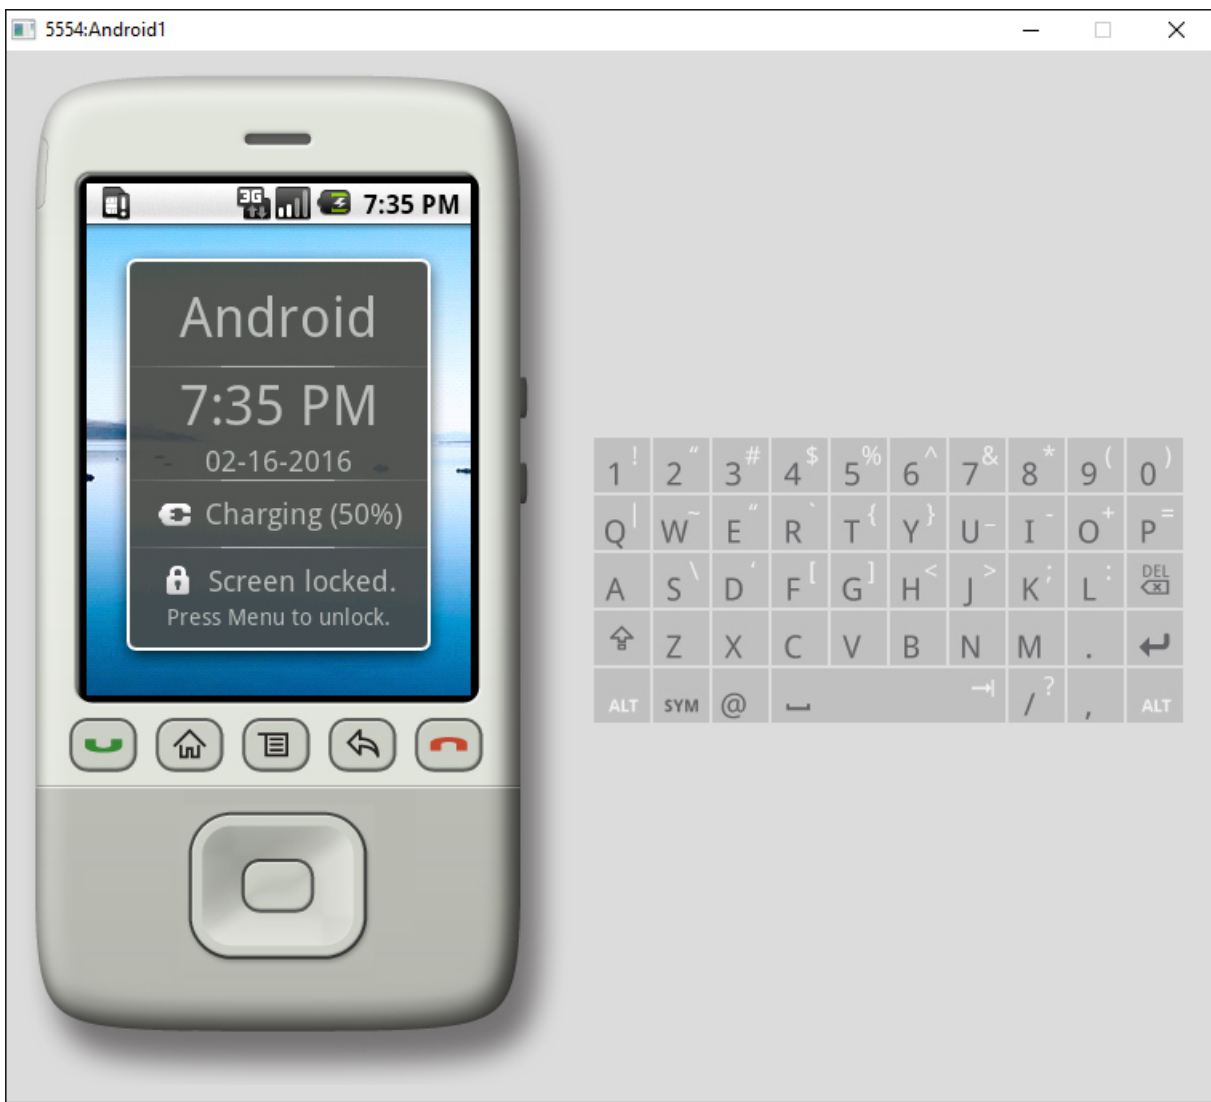 5554:Android1
3G 7:35 PM
Android
7:35 PM
02-16-2016
Charging (50%)
Screen locked.
Press Menu to unlock.
1 ! 2 “ 3 # 4 $ 5 % 6 ^ 7 & 8 * 9 ( 0 )
Q | W ~ E “ R ` T { Y } U _ I - O + P =
A S \ D ‘ F [ G ] H < J > K ; L : DEL
Z X C V B N M .
ALT SYM @ / ? , ALT